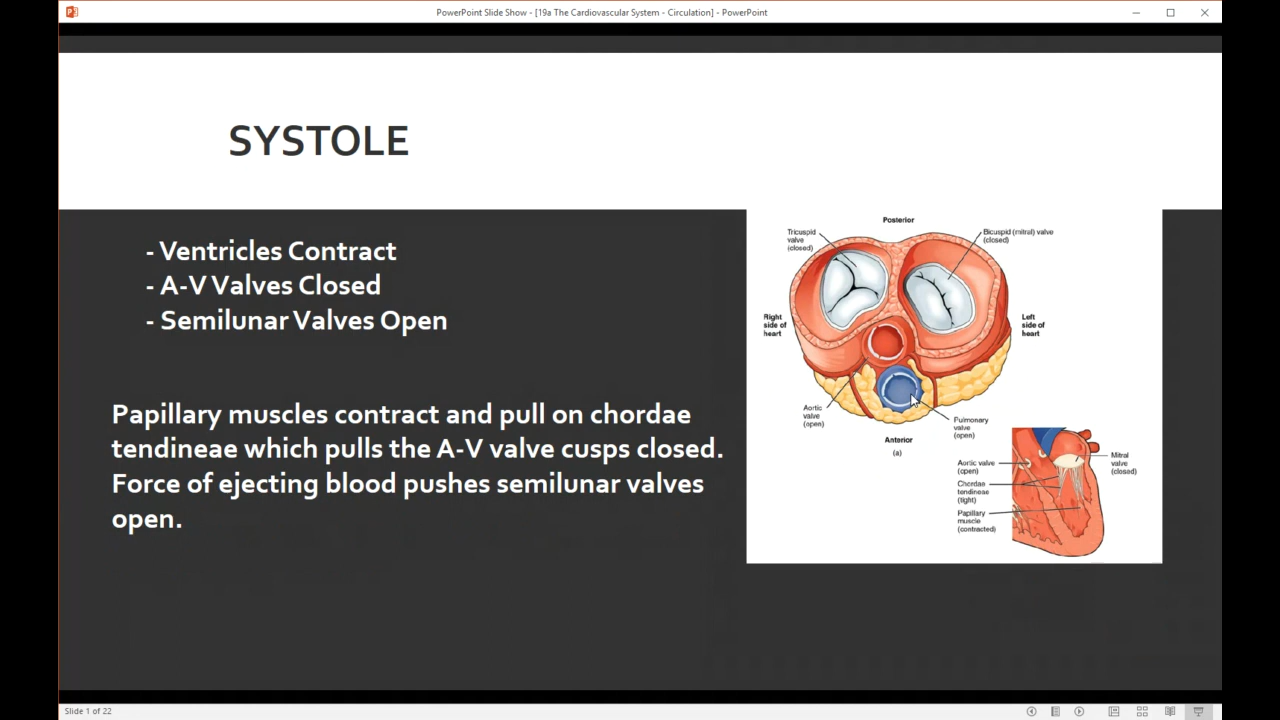 PowerPoint Slide Show - [19a The Cardiovascular System - Circulation] - PowerPoint
SYSTOLE
- Ventricles Contract
- A-V Valves Closed
- Semilunar Valves Open
Papillary muscles contract and pull on chordae
tendineae which pulls the A-V valve cusps closed.
Force of ejecting blood pushes semilunar valves
open.
Posterior
Tricuspid
valve
(closed)
Bicuspid (mitral) valve
(closed)
Right
side of
heart
Left
side of
heart
Aortic
valve
(open)
Pulmonary
valve
(open)
Anterior
(a)
Aortic valve
(open)
Chordae
tendineae
(tight)
Papillary
muscle
(contracted)
Mitral
valve
(closed)
Slide 1 of 22